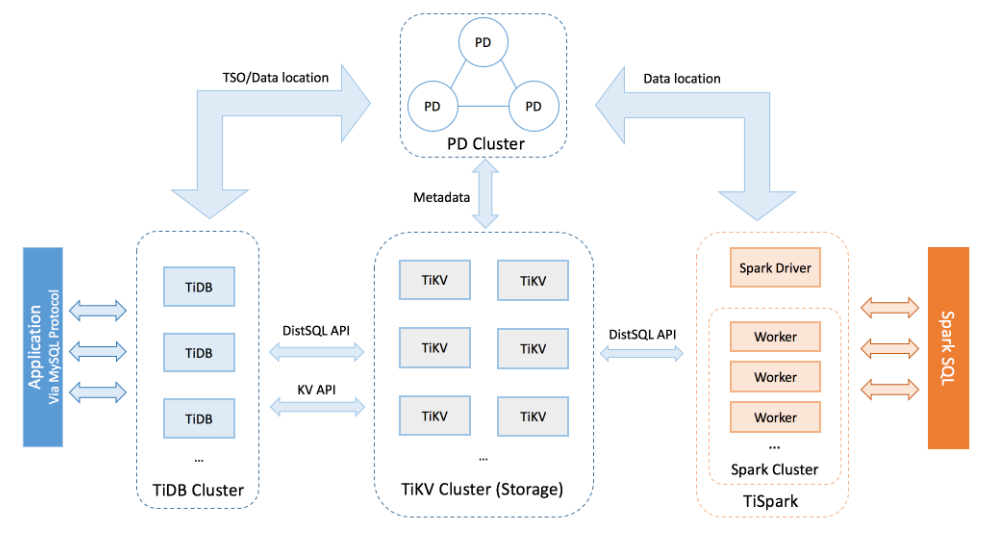 PD
TSO/Data location
Data location
PD
PD
PD Cluster
Metadata
Application
Via MySQL Protocol
TiDB
TiDB
TiDB
...
TiDB Cluster
DistSQL API
KV API
TiKV
TiKV
TiKV
TiKV
TiKV
TiKV
...
TiKV Cluster (Storage)
DistSQL API
Spark Driver
Worker
Worker
Worker
...
Spark Cluster
TiSpark
Spark SQL